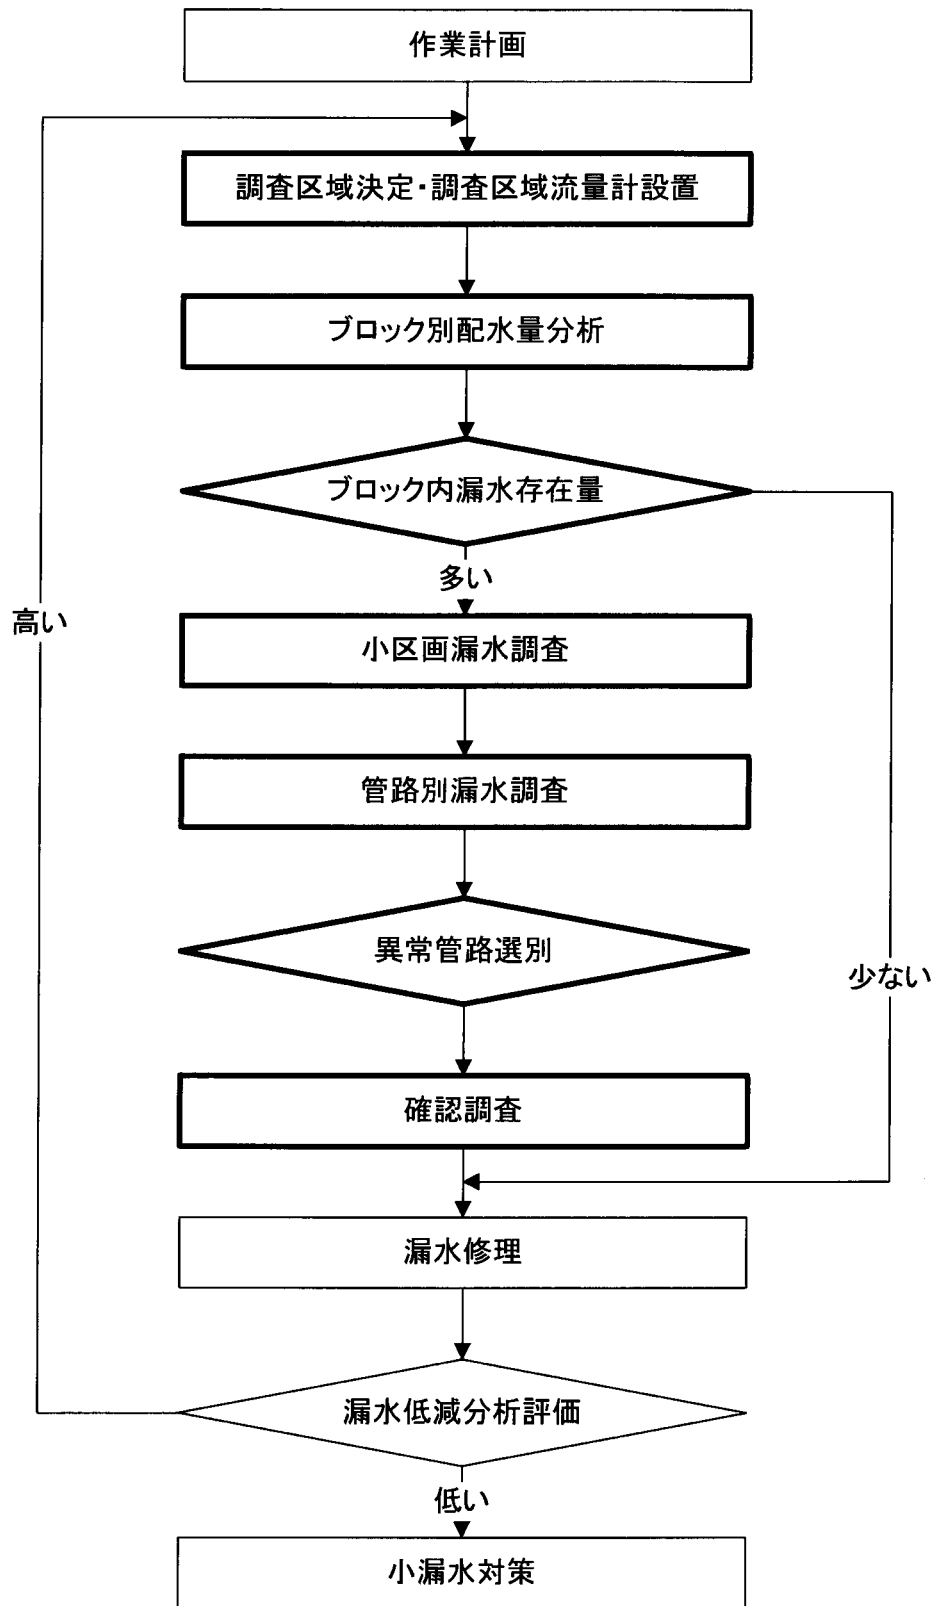 作業計画
調査区域決定・調査区域流量計設置
ブロック別配水量分析
ブロック内漏水存在量
多い
高い
小区画漏水調査
管路別漏水調査
異常管路選別
少ない
確認調査
漏水修理
漏水低減分析評価
低い
小漏水対策